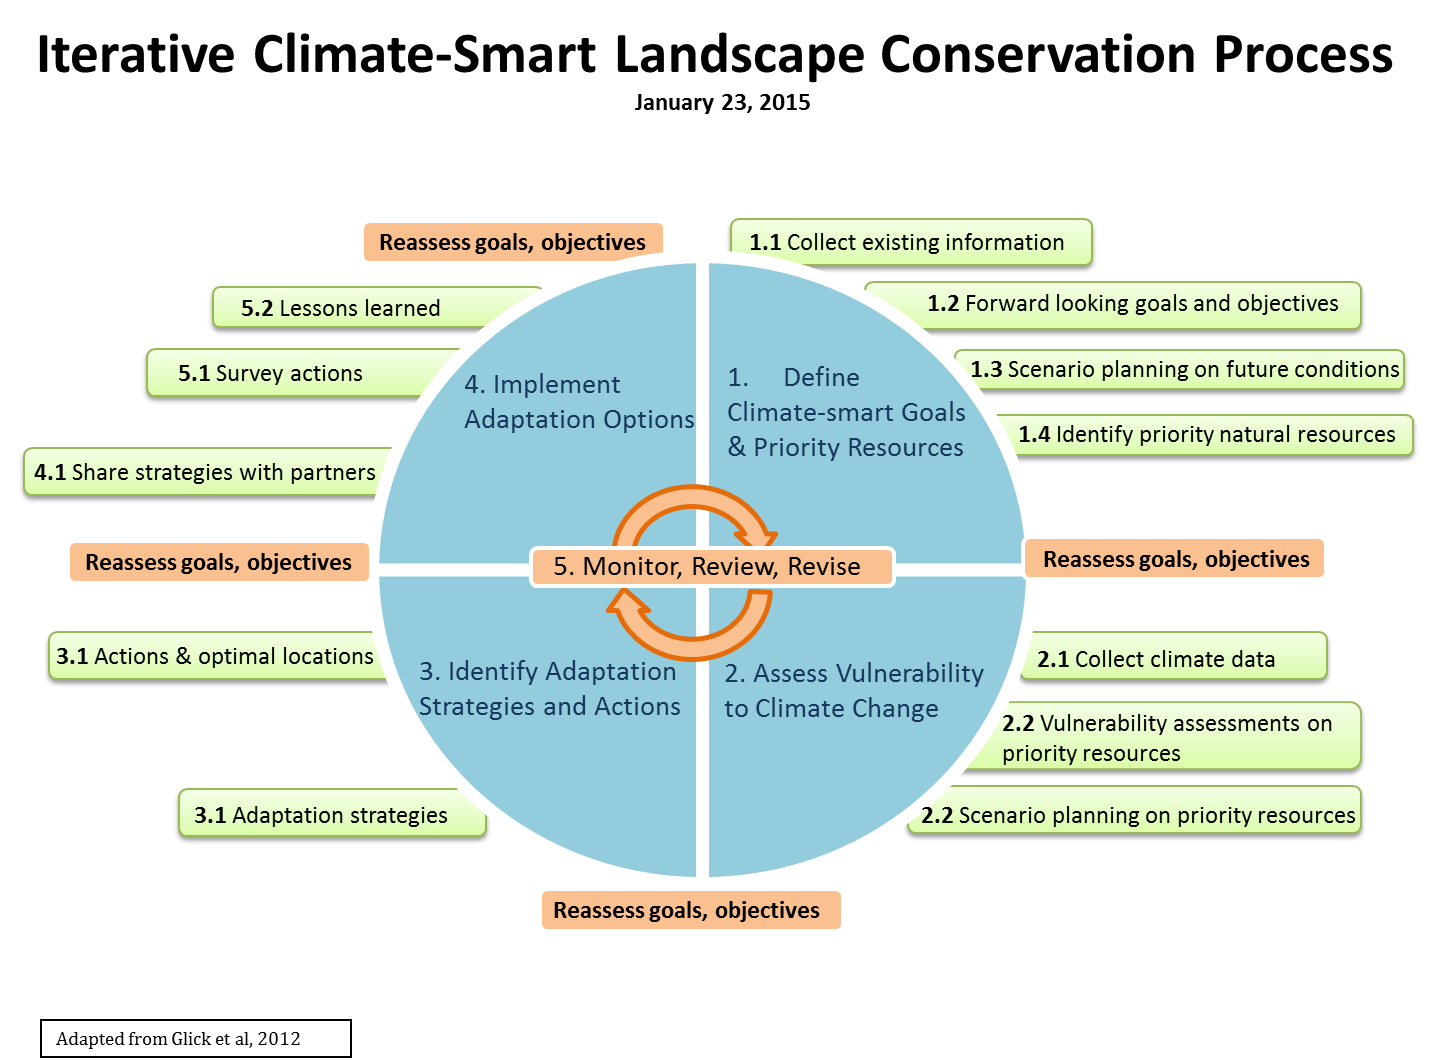 Iterative Climate-Smart Landscape Conservation Process
January 23, 2015
Reassess goals, objectives
1.1 Collect existing information
1.2 Forward looking goals and objectives
1.3 Scenario planning on future conditions
1.4 Identify priority natural resources
5.2 Lessons learned
5.1 Survey actions
4.1 Share strategies with partners
4. Implement
Adaptation Options
1. Define
Climate-smart Goals
& Priority Resources
Reassess goals, objectives
5. Monitor, Review, Revise
Reassess goals, objectives
3.1 Actions & optimal locations
3. Identify Adaptation
Strategies and Actions
2. Assess Vulnerability
to Climate Change
2.1 Collect climate data
2.2 Vulnerability assessments on
priority resources
2.2 Scenario planning on priority resources
3.1 Adaptation strategies
Reassess goals, objectives
Adapted from Glick et al, 2012